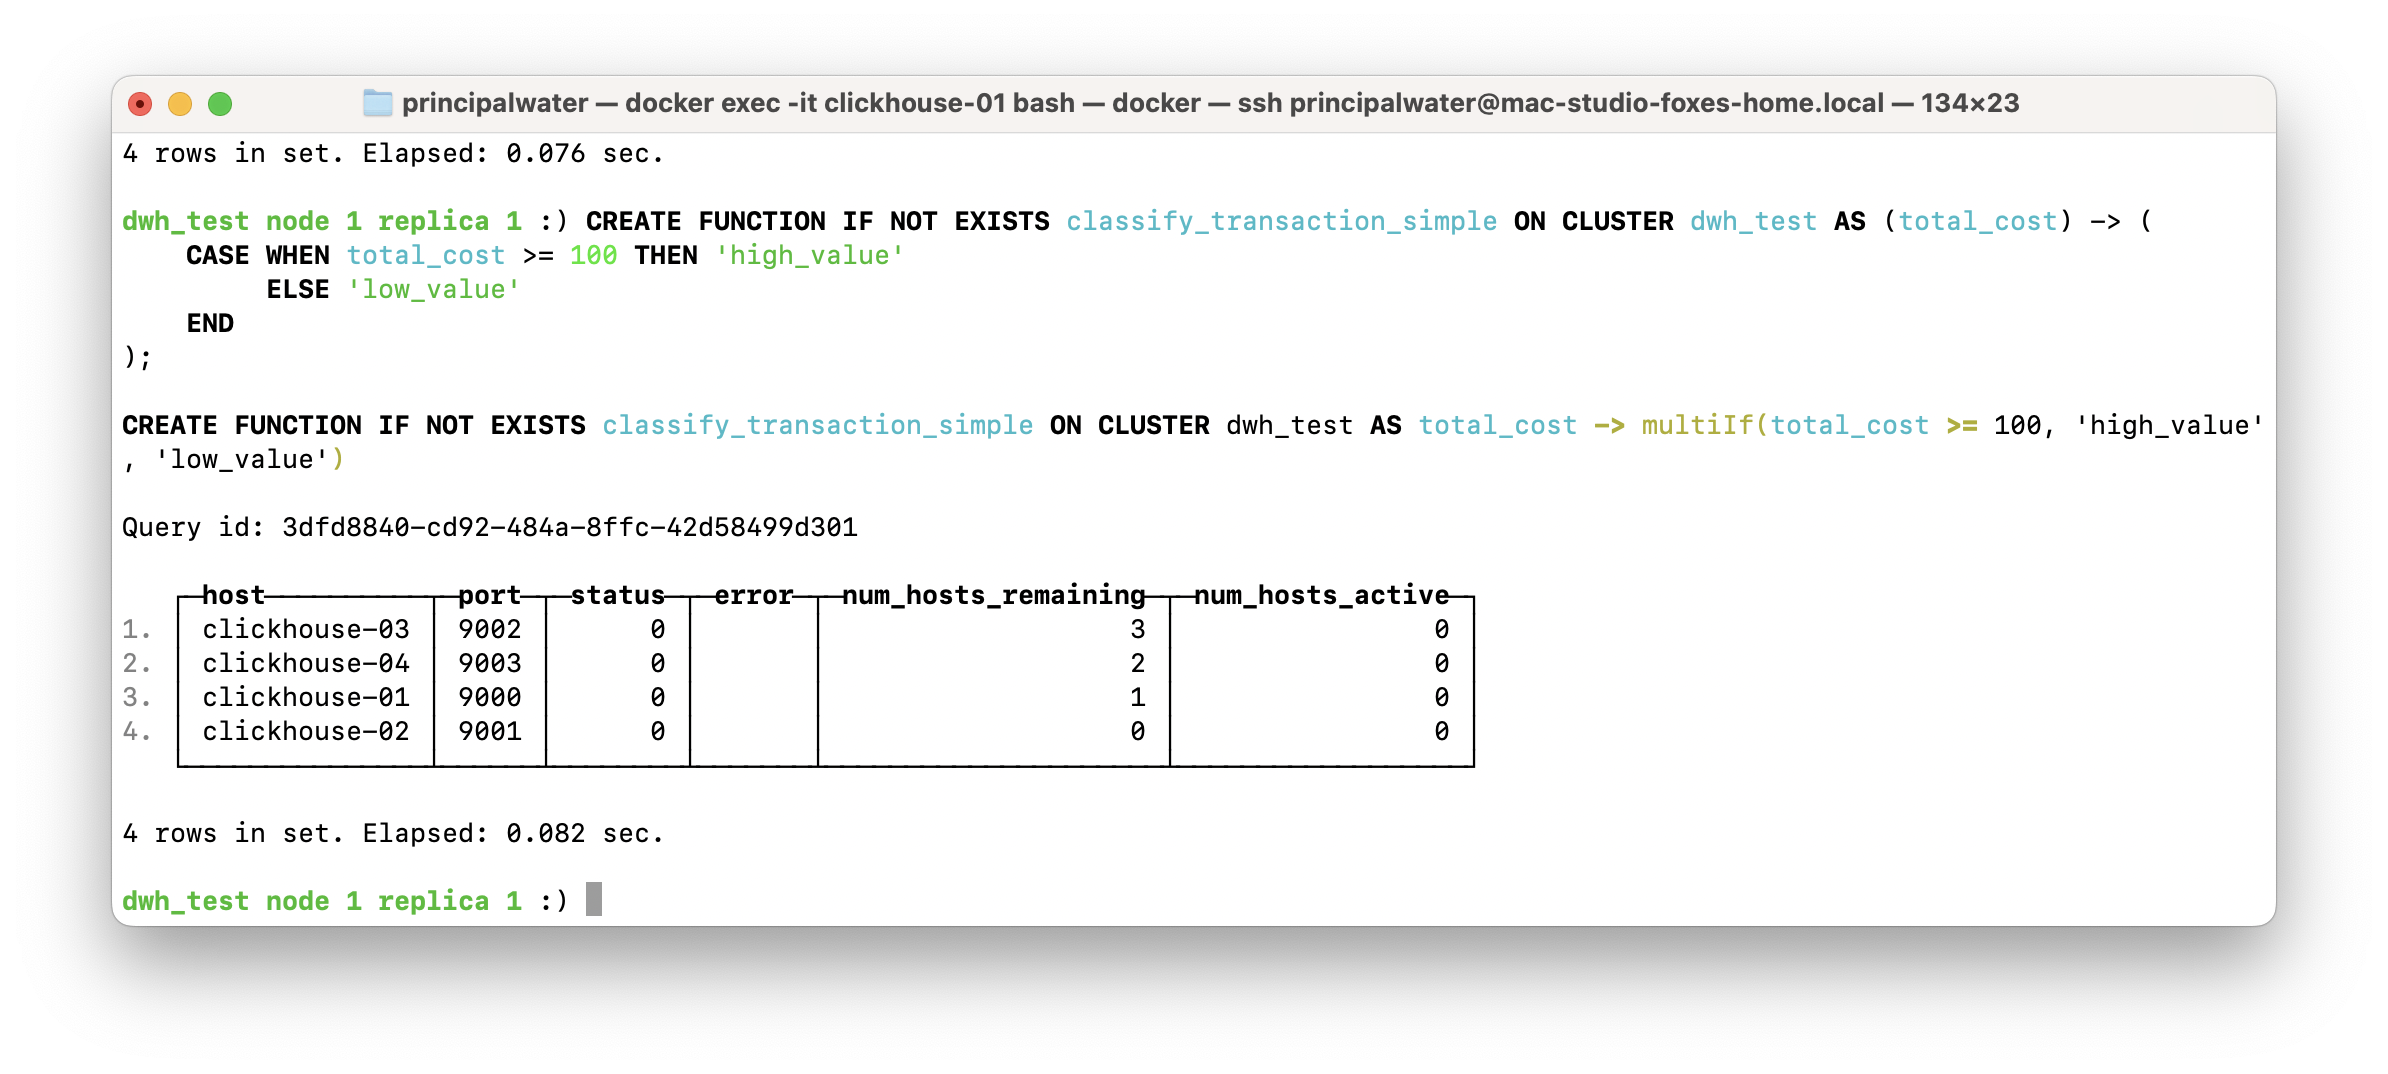 principalwater — docker exec -it clickhouse-01 bash — docker — ssh principalwater@mac-studio-foxes-home.local — 134×23
4 rows in set. Elapsed: 0.076 sec.
dwh_test node 1 replica 1 :) CREATE FUNCTION IF NOT EXISTS classify_transaction_simple ON CLUSTER dwh_test AS (total_cost) -> (
    CASE WHEN total_cost >= 100 THEN 'high_value'
         ELSE 'low_value'
    END
);
CREATE FUNCTION IF NOT EXISTS classify_transaction_simple ON CLUSTER dwh_test AS total_cost -> multiIf(total_cost >= 100, 'high_value'
, 'low_value')
Query id: 3dfd8840-cd92-484a-8ffc-42d58499d301
host port status error num_hosts_remaining num_hosts_active
1. clickhouse-03 9002 0 3 0
2. clickhouse-04 9003 0 2 0
3. clickhouse-01 9000 0 1 0
4. clickhouse-02 9001 0 0 0
4 rows in set. Elapsed: 0.082 sec.
dwh_test node 1 replica 1 :)